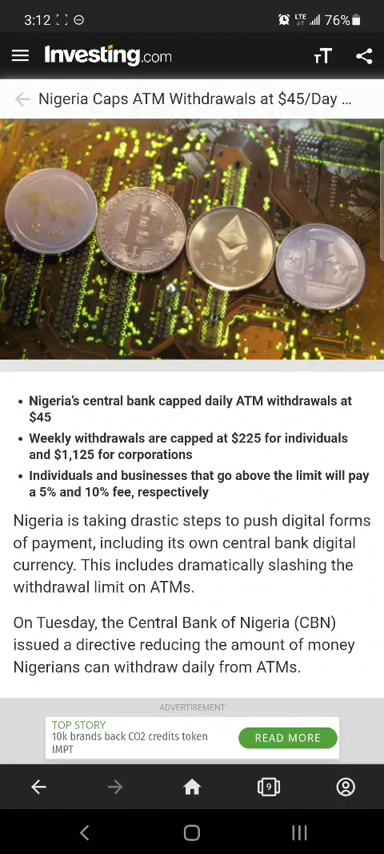 3:12
LTE
76%
Investing.com
TT
Nigeria Caps ATM Withdrawals at $45/Day ...
ethereum
• Nigeria's central bank capped daily ATM withdrawals at
$45
• Weekly withdrawals are capped at $225 for individuals
and $1,125 for corporations
• Individuals and businesses that go above the limit will pay
a 5% and 10% fee, respectively
Nigeria is taking drastic steps to push digital forms
of payment, including its own central bank digital
currency. This includes dramatically slashing the
withdrawal limit on ATMs.
On Tuesday, the Central Bank of Nigeria (CBN)
issued a directive reducing the amount of money
Nigerians can withdraw daily from ATMs.
ADVERTISEMENT
TOP STORY
10k brands back CO2 credits token
IMPT
READ MORE
9